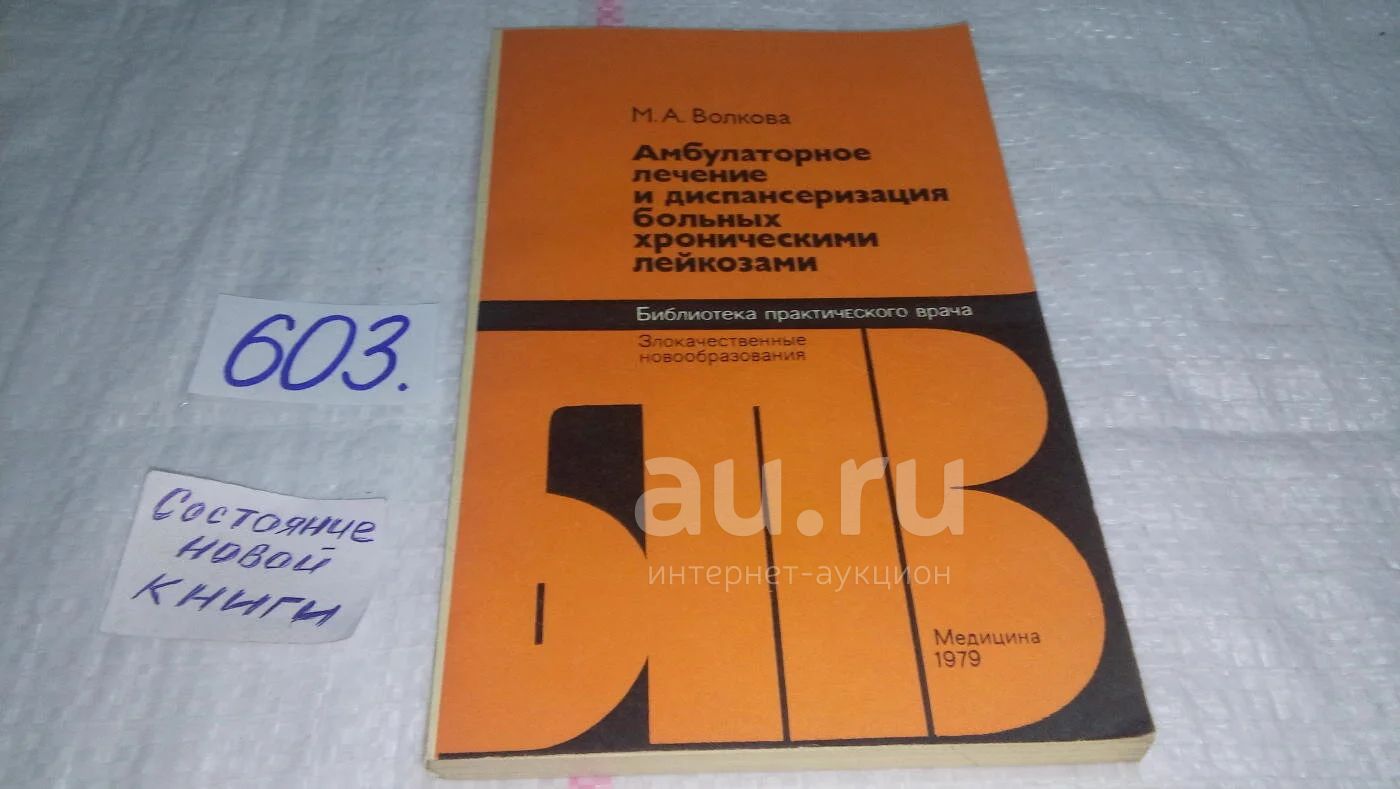 М. А. Волкова
Амбулаторное
лечение
и диспансеризация
больных
хроническими
лейкозами
Библиотека практического врача
Злокачественные
новообразования
БПВ
Медицина
1979
603.
Состояние
новой
книги
au.ru
интернет-аукцион